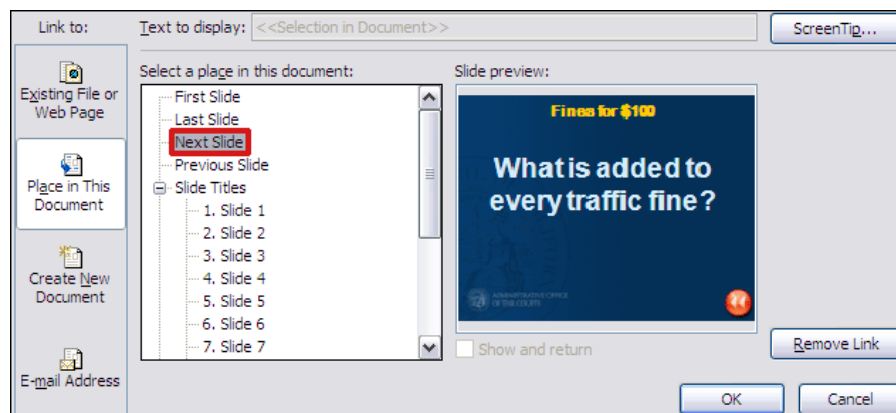 Link to:
Text to display:
<<Selection in Document>>
ScreenTip...
Existing File or
Web Page
Place in This
Document
Create New
Document
E-mail Address
Select a place in this document:
First Slide
Last Slide
Next Slide
Previous Slide
Slide Titles
1. Slide 1
2. Slide 2
3. Slide 3
4. Slide 4
5. Slide 5
6. Slide 6
7. Slide 7
Slide preview:
Fines for $100
What is added to
every traffic fine?
ADMINISTRATIVE OFFICE
OF THE COURTS
Show and return
Remove Link
OK
Cancel